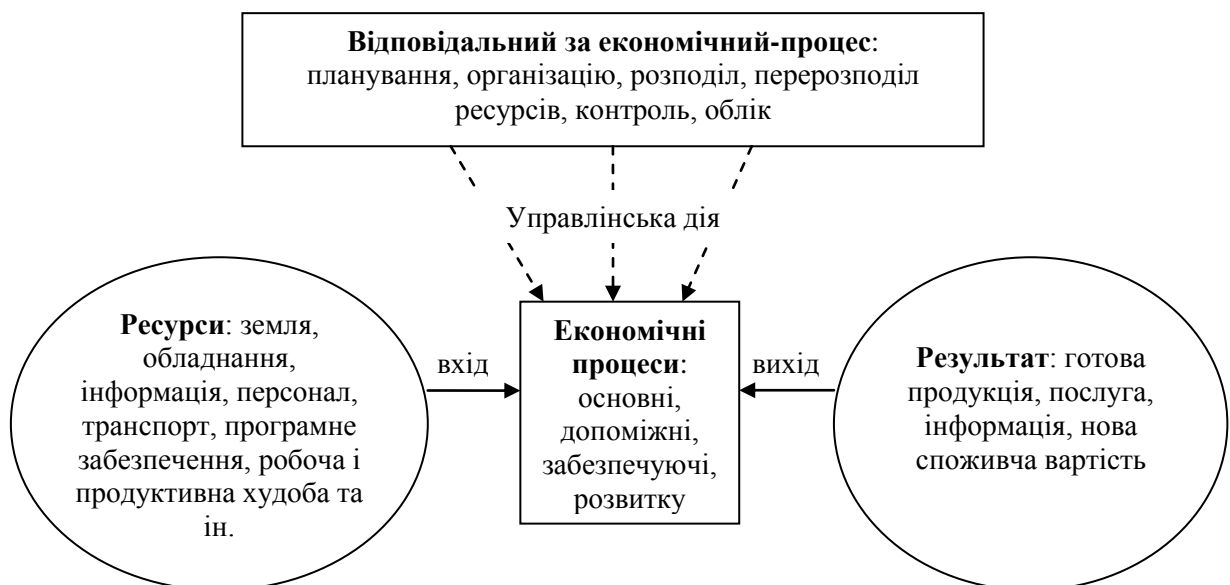 Відповідальний за економічний-процес:
планування, організацію, розподіл, перерозподіл
ресурсів, контроль, облік
Управлінська дія
Ресурси: земля,
обладнання,
інформація, персонал,
транспорт, програмне
забезпечення, робоча і
продуктивна худоба та
ін.
вхід
Економічні
процеси:
основні,
допоміжні,
забезпечуючі,
розвитку
вихід
Результат: готова
продукція, послуга,
інформація, нова
споживча вартість